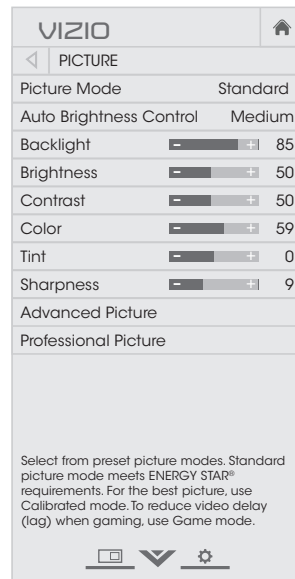 VIZIO
PICTURE
Picture Mode Standard
Auto Brightness Control Medium
Backlight - + 85
Brightness - + 50
Contrast - + 50
Color - + 59
Tint - + 0
Sharpness - + 9
Advanced Picture
Professional Picture
Select from preset picture modes. Standard
picture mode meets ENERGY STAR®
requirements. For the best picture, use
Calibrated mode. To reduce video delay
(lag) when gaming, use Game mode.